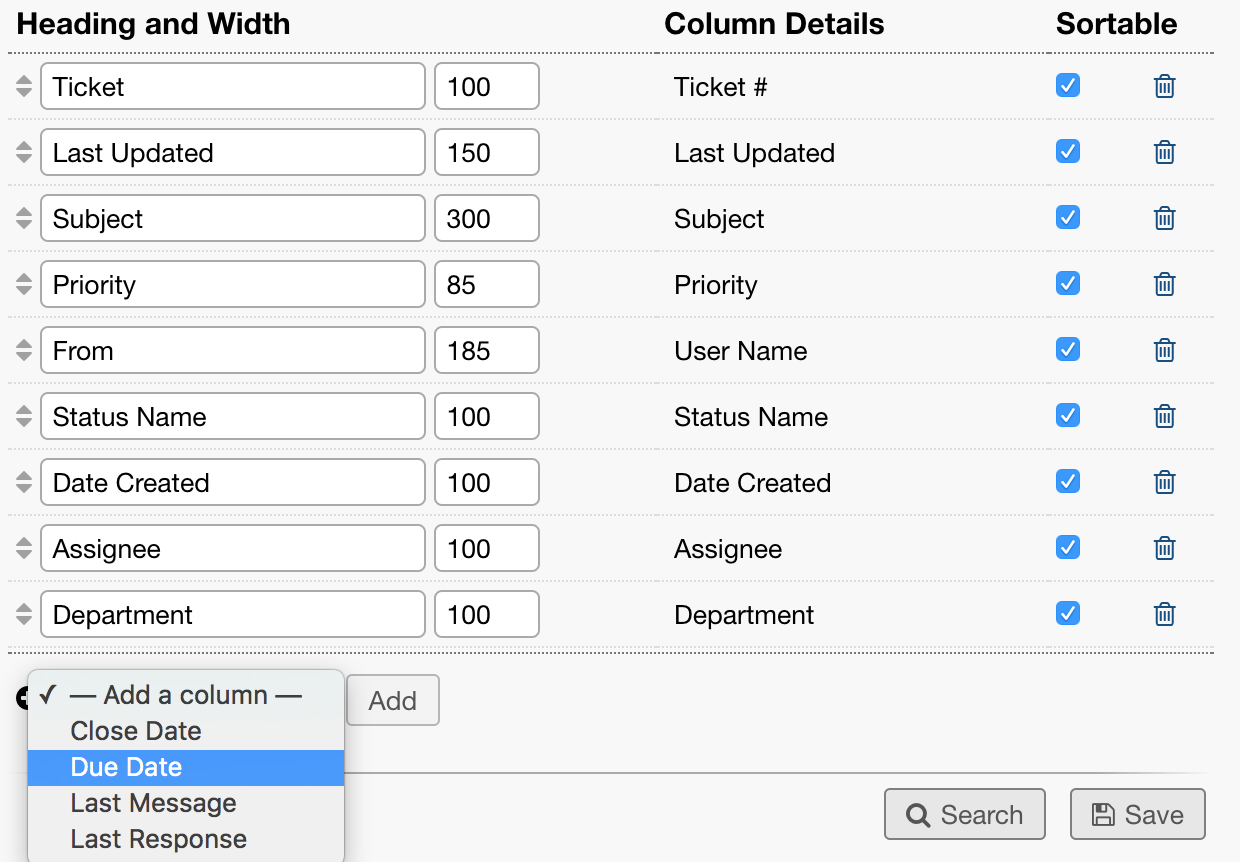 Heading and Width Column Details Sortable
Ticket 100 Ticket #
Last Updated 150 Last Updated
Subject 300 Subject
Priority 85 Priority
From 185 User Name
Status Name 100 Status Name
Date Created 100 Date Created
Assignee 100 Assignee
Department 100 Department
— Add a column — Add
Close Date
Due Date
Last Message
Last Response
Search Save